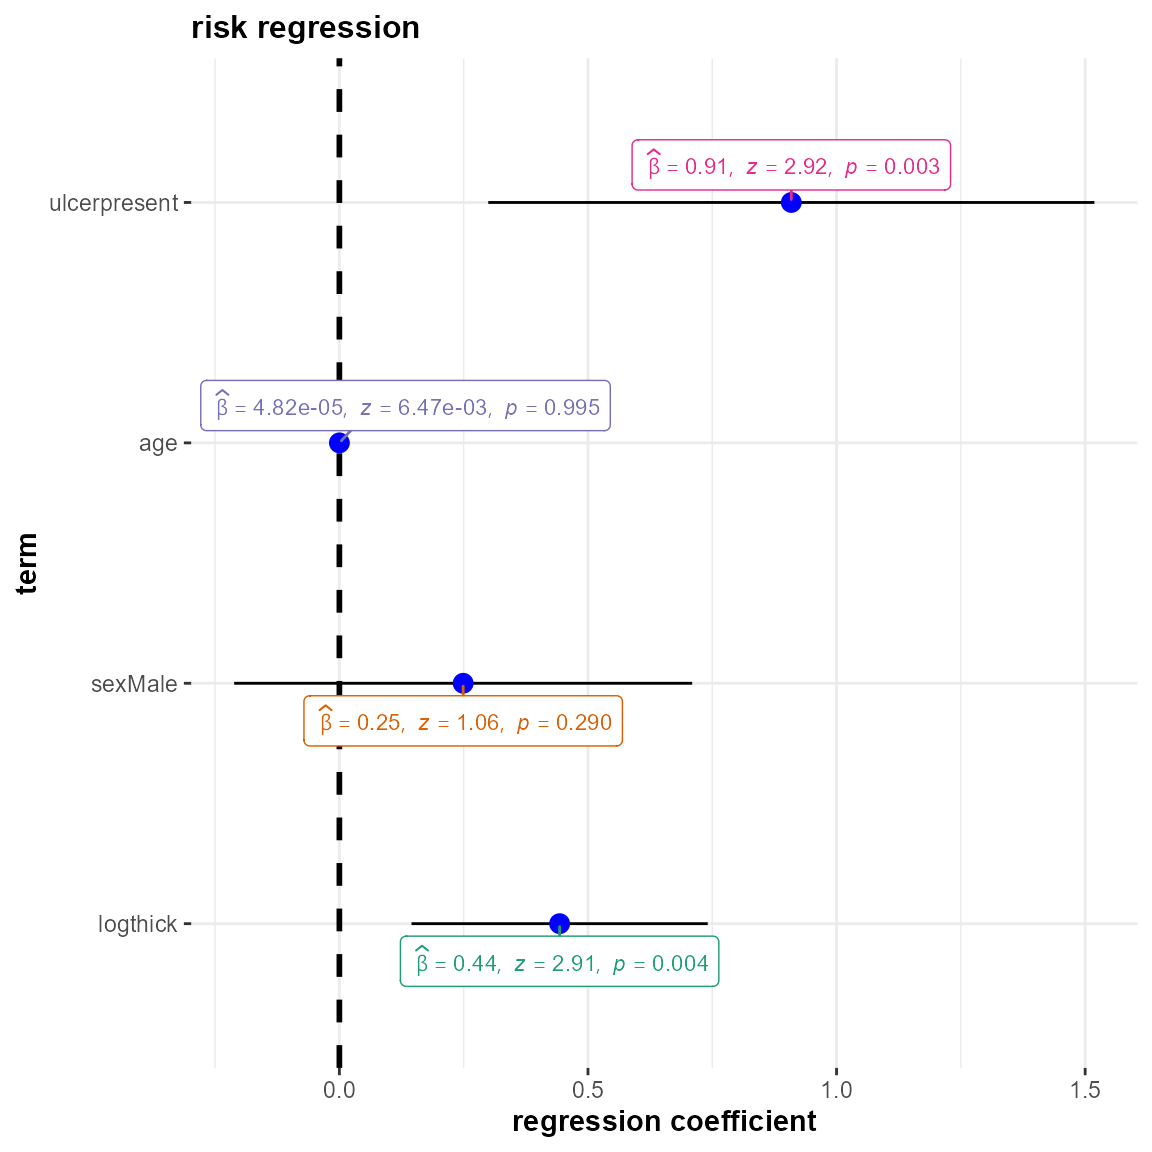 risk regression
β̂ = 0.91, z = 2.92, p = 0.003
ulcerpresent
β̂ = 4.82e-05, z = 6.47e-03, p = 0.995
age
term
sexMale
β̂ = 0.25, z = 1.06, p = 0.290
logthick
β̂ = 0.44, z = 2.91, p = 0.004
0.0 0.5 1.0 1.5
regression coefficient